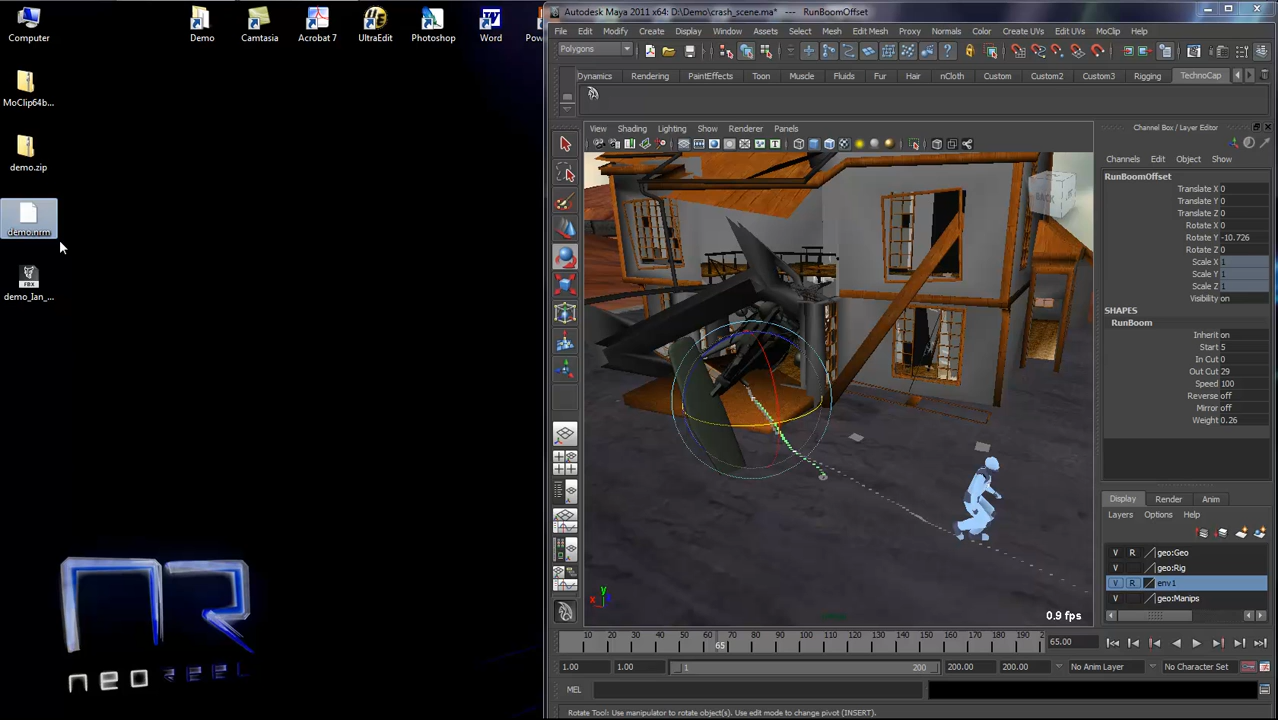 Computer
Demo
Camtasia
Acrobat 7
UltraEdit
Photoshop
Word
MoClip64b...
demo.zip
demo.nrm
demo_Ian_...
FBX
neo REEL
Autodesk Maya 2011 x64: D:\Demo\crash_scene.ma* --- RunBoomOffset
File Edit Modify Create Display Window Assets Select Mesh Edit Mesh Proxy Normals Color Create UVs Edit UVs MoClip Help
Polygons
Dynamics Rendering PaintEffects Toon Muscle Fluids Fur Hair nCloth Custom Custom2 Custom3 Rigging TechnoCap
View Shading Lighting Show Renderer Panels
BACK
0.9 fps
y
x
Channel Box / Layer Editor
Channels Edit Object Show
RunBoomOffset
Translate X 0
Translate Y 0
Translate Z 0
Rotate X 0
Rotate Y -10.726
Rotate Z 0
Scale X 1
Scale Y 1
Scale Z 1
Visibility on
SHAPES
RunBoom
Inherit on
Start 5
In Cut 0
Out Cut 29
Speed 100
Reverse off
Mirror off
Weight 0.26
Display Render Anim
Layers Options Help
V R geo:Geo
V geo:Rig
V R env1
V geo:Manips
10 20 30 40 50 60 65 70 80 90 100 110 120 130 140 150 160 170 180 190 2
65.00
1.00 1.00 1 200 200.00 200.00 No Anim Layer No Character Set
MEL
Rotate Tool: Use manipulator to rotate object(s). Use edit mode to change pivot (INSERT).